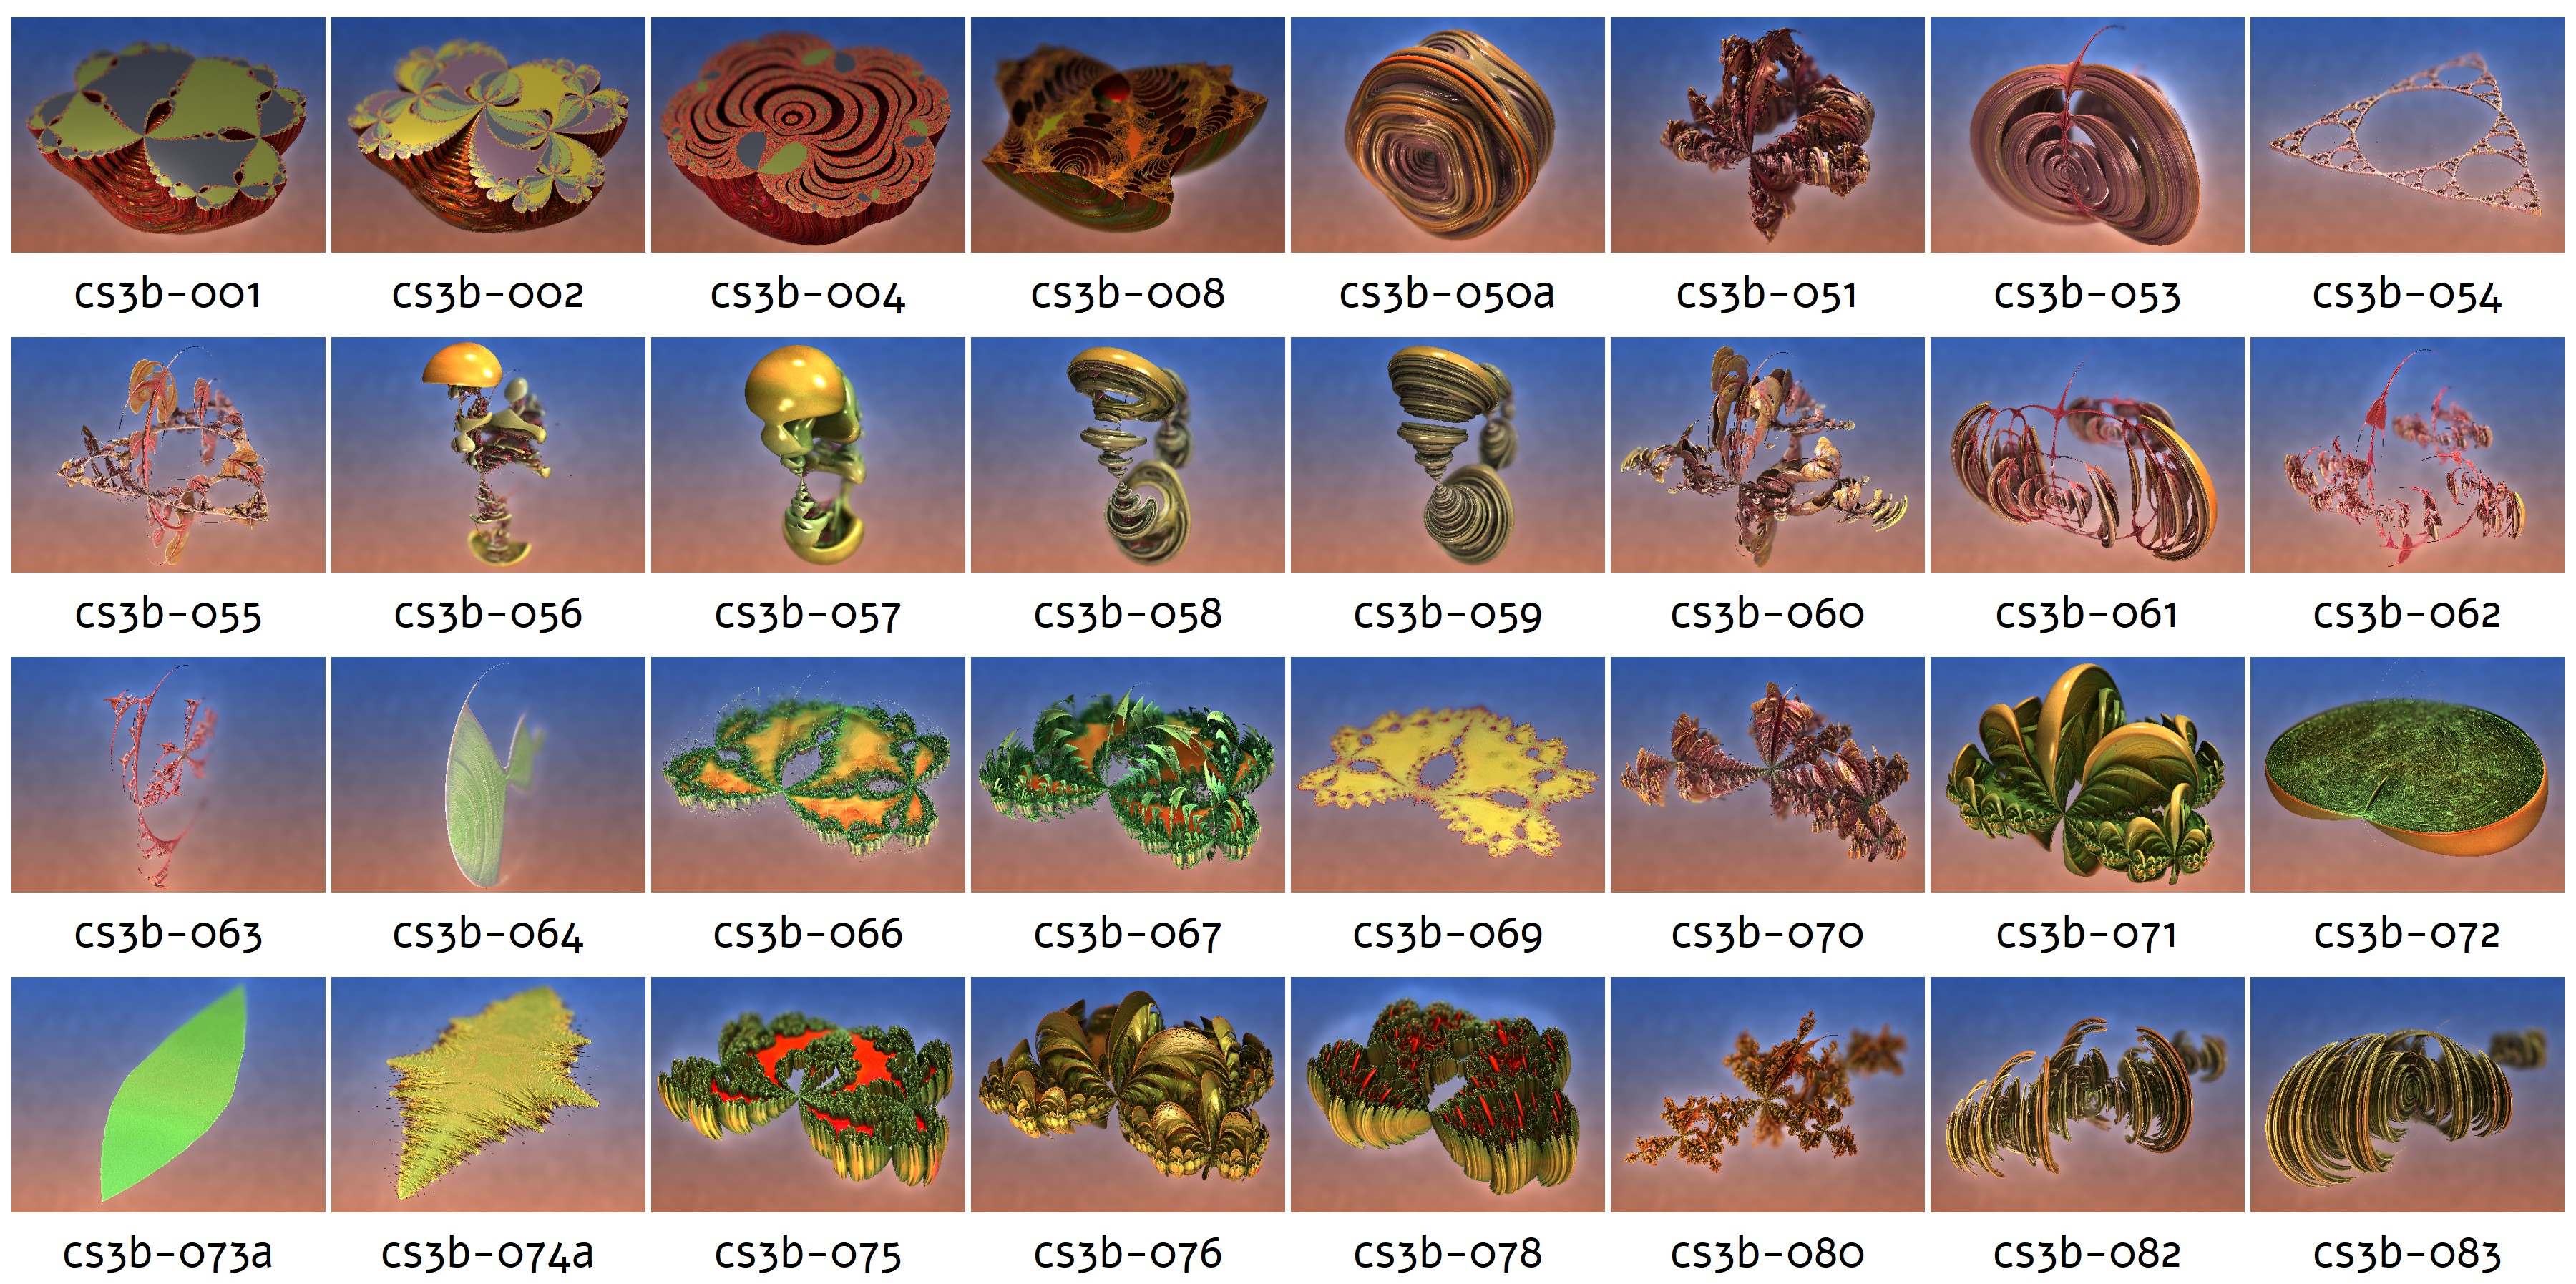 cs3b-001 cs3b-002 cs3b-004 cs3b-008 cs3b-050a cs3b-051 cs3b-053 cs3b-054
cs3b-055 cs3b-056 cs3b-057 cs3b-058 cs3b-059 cs3b-060 cs3b-061 cs3b-062
cs3b-063 cs3b-064 cs3b-066 cs3b-067 cs3b-069 cs3b-070 cs3b-071 cs3b-072
cs3b-073a cs3b-074a cs3b-075 cs3b-076 cs3b-078 cs3b-080 cs3b-082 cs3b-083